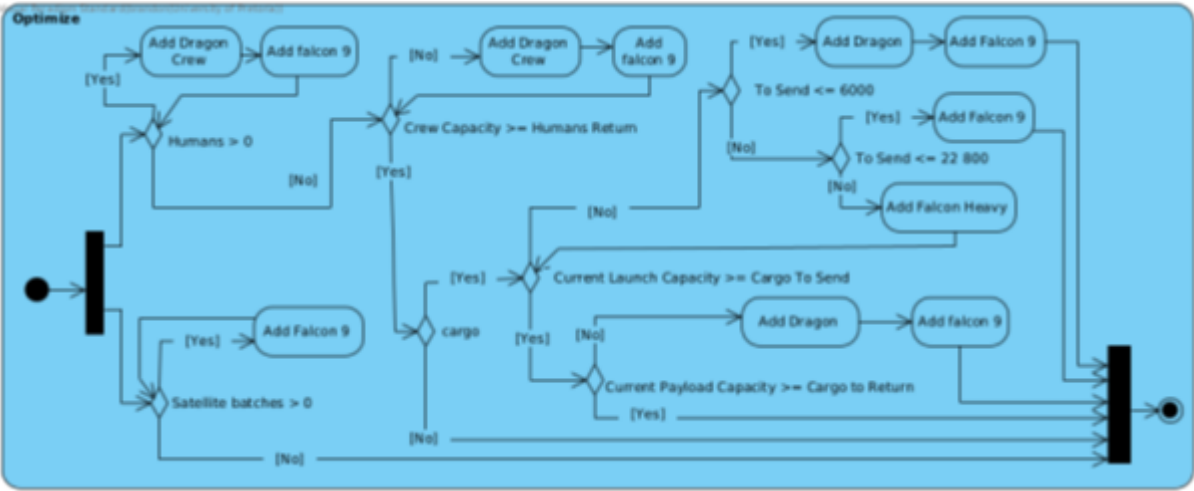 Optimize
Add Dragon
Crew
Add falcon 9
[Yes]
Humans > 0
[No]
[No]
Add Dragon
Crew
Add
falcon 9
Crew Capacity >= Humans Return
[Yes]
[Yes]
Add Dragon
Add Falcon 9
To Send <= 6000
[Yes]
Add Falcon 9
[No]
To Send <= 22 800
[No]
Add Falcon Heavy
[No]
[Yes]
Current Launch Capacity >= Cargo To Send
cargo
[Yes]
[No]
Add Dragon
Add falcon 9
Current Payload Capacity >= Cargo to Return
[Yes]
[No]
Add Falcon 9
[Yes]
Satellite batches > 0
[No]